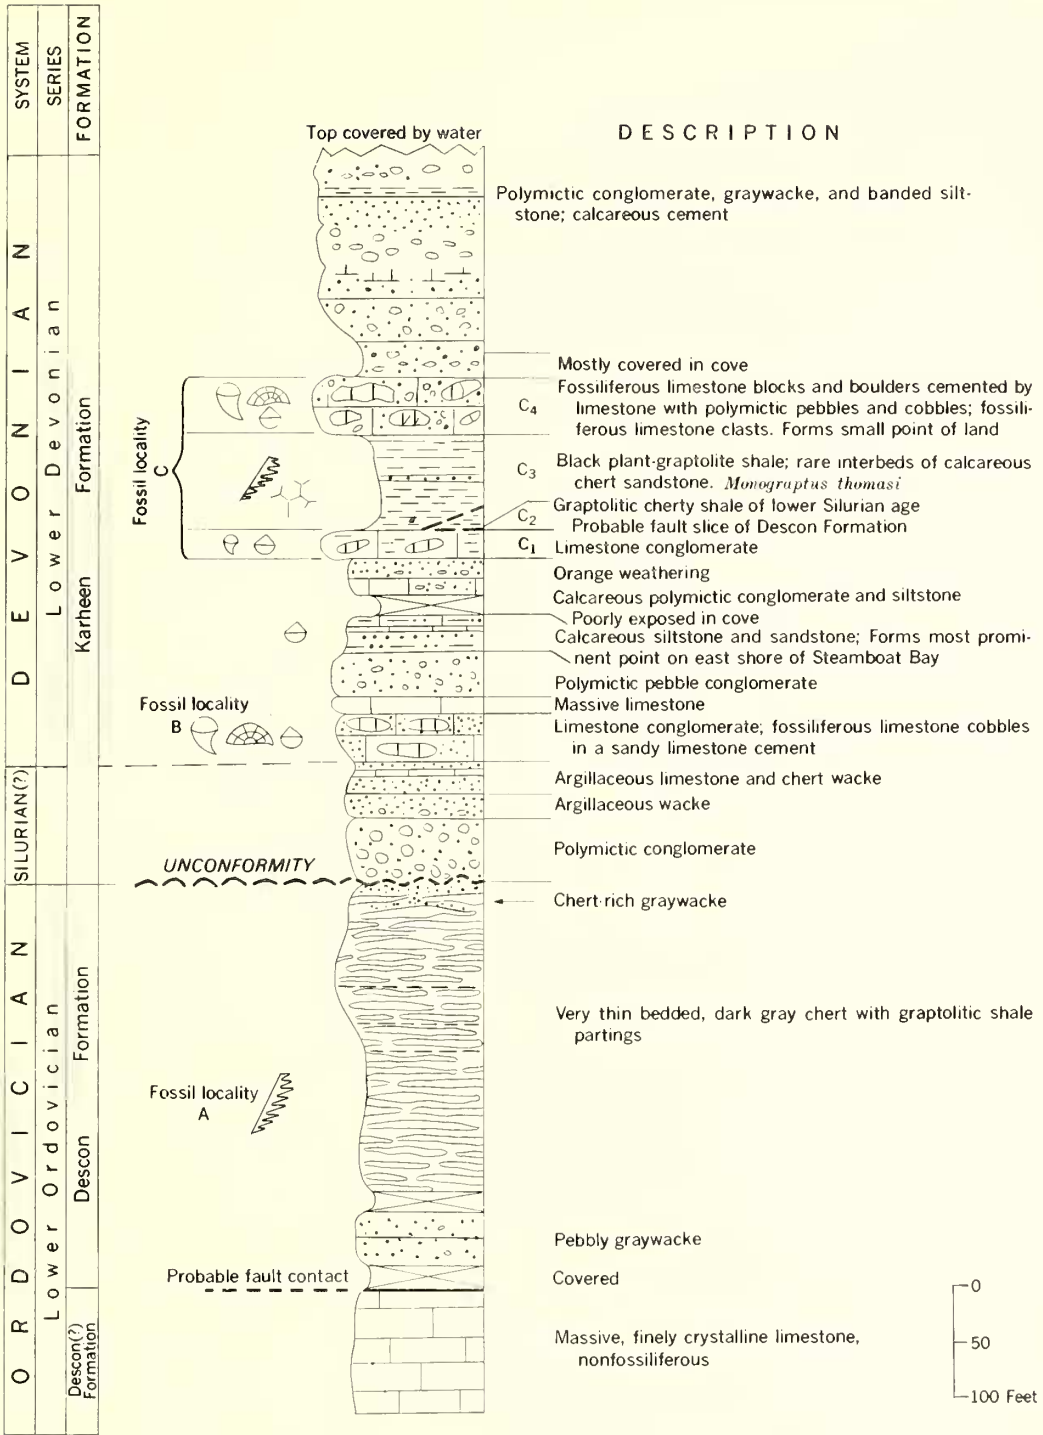 SYSTEM
SERIES
FORMATION
DEVONIAN
SILURIAN(?)
ORDOVICIAN
Lower Devonian
Lower Ordovician
Karheen Formation
Descon Formation
Descon(?)
Formation
Top covered by water
DESCRIPTION
Polymictic conglomerate, graywacke, and banded silt-
stone; calcareous cement
Mostly covered in cove
Fossil locality
C
C4
Fossiliferous limestone blocks and boulders cemented by
limestone with polymictic pebbles and cobbles; fossili-
ferous limestone clasts. Forms small point of land
C3
Black plant-graptolite shale; rare interbeds of calcareous
chert sandstone. Monograptus thomasi
C2
Graptolitic cherty shale of lower Silurian age
Probable fault slice of Descon Formation
C1 Limestone conglomerate
Orange weathering
Calcareous polymictic conglomerate and siltstone
Poorly exposed in cove
Calcareous siltstone and sandstone; Forms most promi-
nent point on east shore of Steamboat Bay
Polymictic pebble conglomerate
Fossil locality
B
Massive limestone
Limestone conglomerate; fossiliferous limestone cobbles
in a sandy limestone cement
Argillaceous limestone and chert wacke
Argillaceous wacke
Polymictic conglomerate
UNCONFORMITY
Chert-rich graywacke
Very thin bedded, dark gray chert with graptolitic shale
partings
Fossil locality
A
Pebbly graywacke
Probable fault contact
Covered
Massive, finely crystalline limestone,
nonfossiliferous
0
50
100 Feet